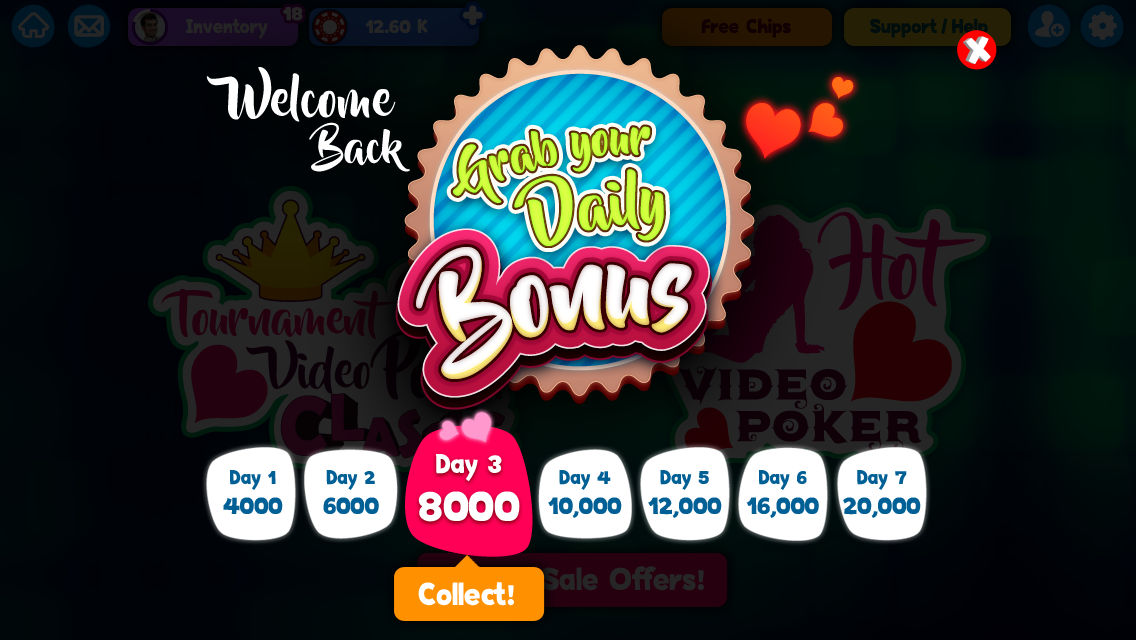 Inventory
18
12.60 K
Free Chips
Support / Help
X
Welcome
Back
Grab your
Daily
Bonus
Tournament
Video Po
CLAS
Hot
VIDEO
POKER
Day 1
4000
Day 2
6000
Day 3
8000
Day 4
10,000
Day 5
12,000
Day 6
16,000
Day 7
20,000
Sale Offers!
Collect!